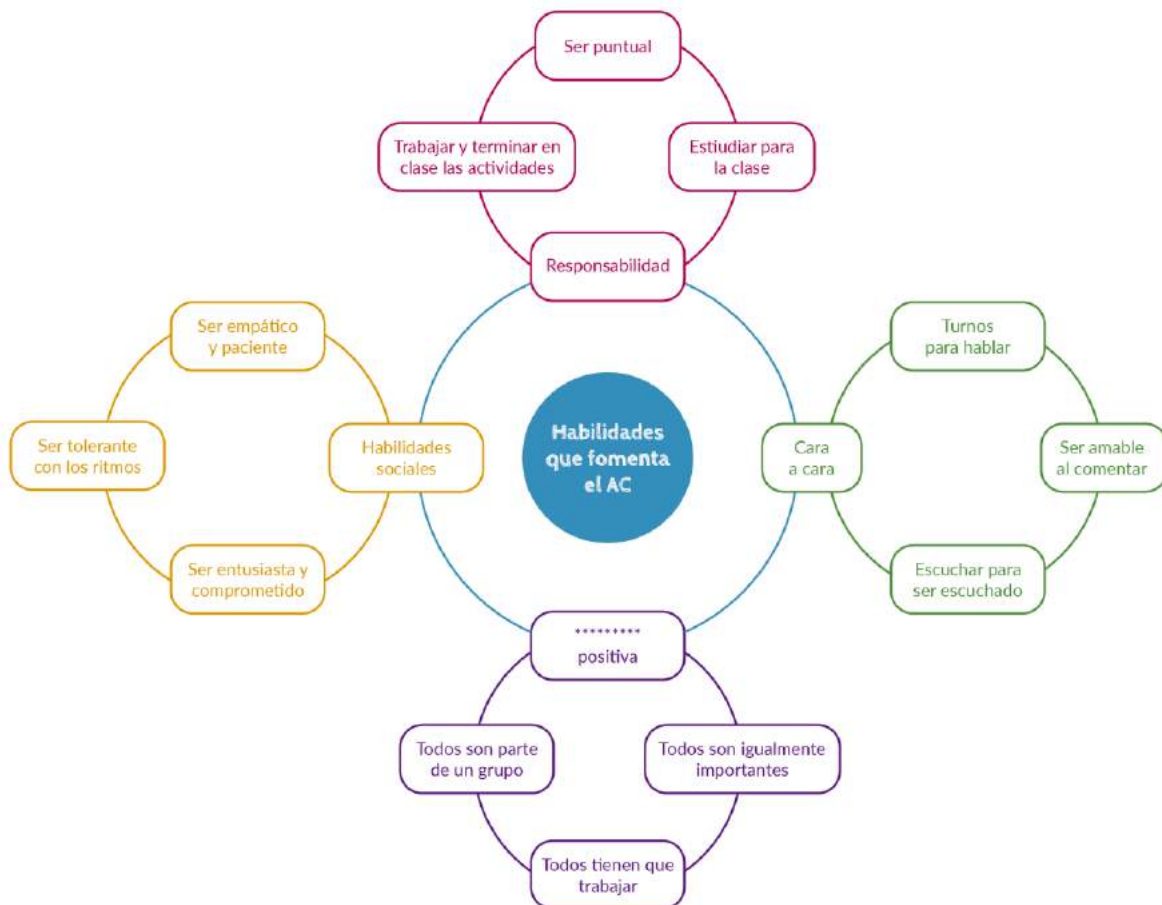 Ser puntual
Trabajar y terminar en
clase las actividades
Estiudiar para
la clase
Responsabilidad
Ser empático
y paciente
Ser tolerante
con los ritmos
Habilidades
sociales
Ser entusiasta y
comprometido
Habilidades
que fomenta
el AC
Turnos
para hablar
Cara
a cara
Ser amable
al comentar
Escuchar para
ser escuchado
*********
positiva
Todos son parte
de un grupo
Todos son igualmente
importantes
Todos tienen que
trabajar